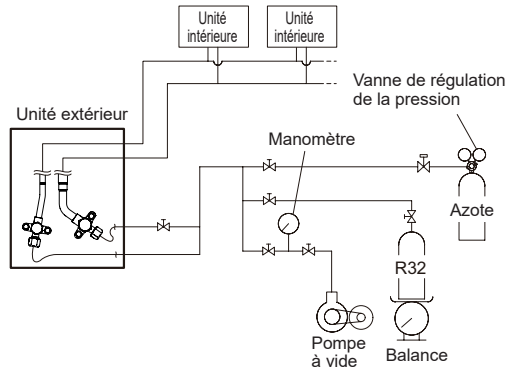 Unité
intérieure
Unité
intérieure
Vanne de régulation
de la pression
Unité extérieur
Manomètre
Azote
R32
Pompe
à vide
Balance